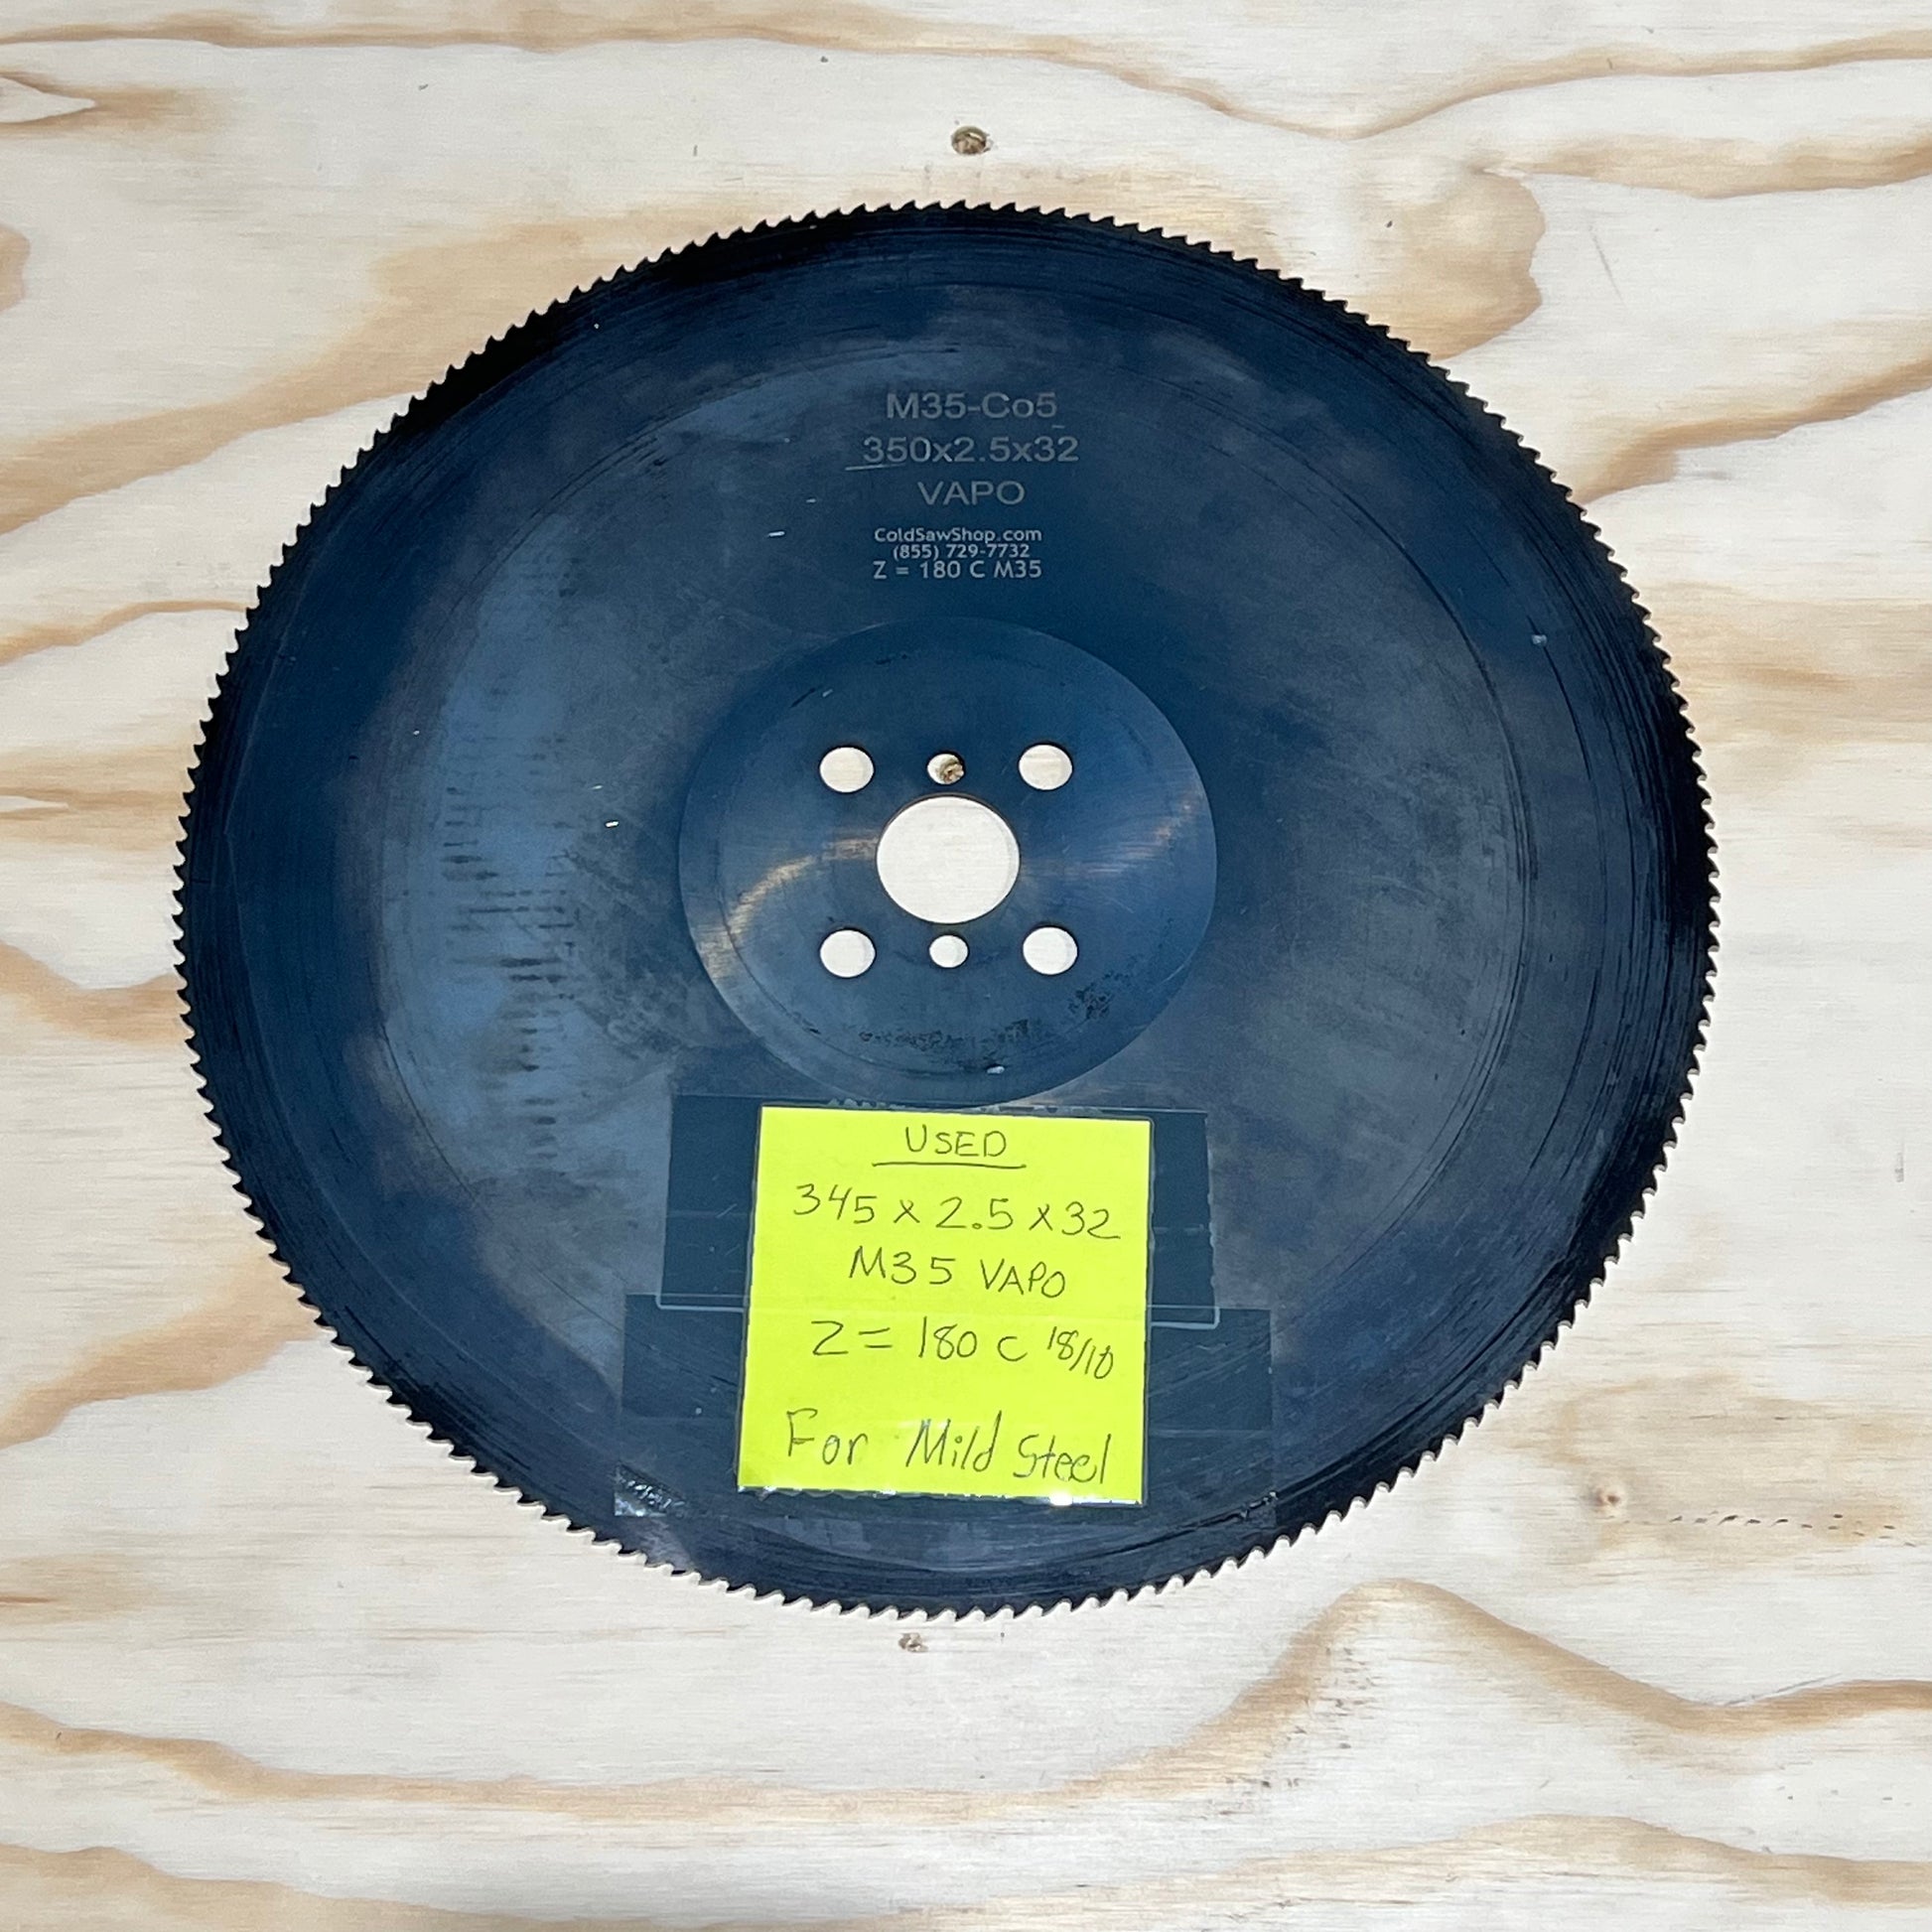 M35-Co5
350x2.5x32
VAPO
ColdSawShop.com
(855) 729-7732
Z = 180 C M35
USED
345 x 2.5 x 32
M35 VAPO
Z = 180 C 18/10
For Mild Steel